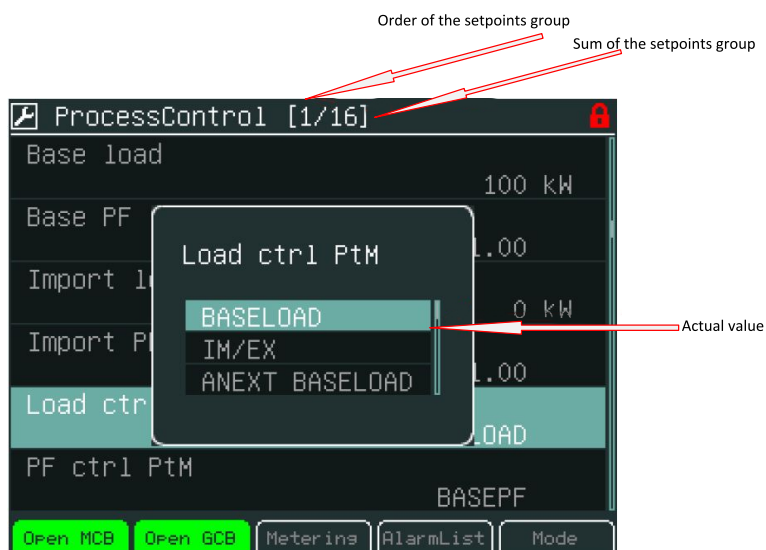 Order of the setpoints group
Sum of the setpoints group
ProcessControl [1/16]
Base load
100 kW
Base PF
1.00
Import l
0 kW
Import P
1.00
Load ctr
LOAD
PF ctrl PtM
BASEPF
Load ctrl PtM
BASELOAD
IM/EX
ANEXT BASELOAD
Actual value
Open MCB Open GCB Metering AlarmList Mode